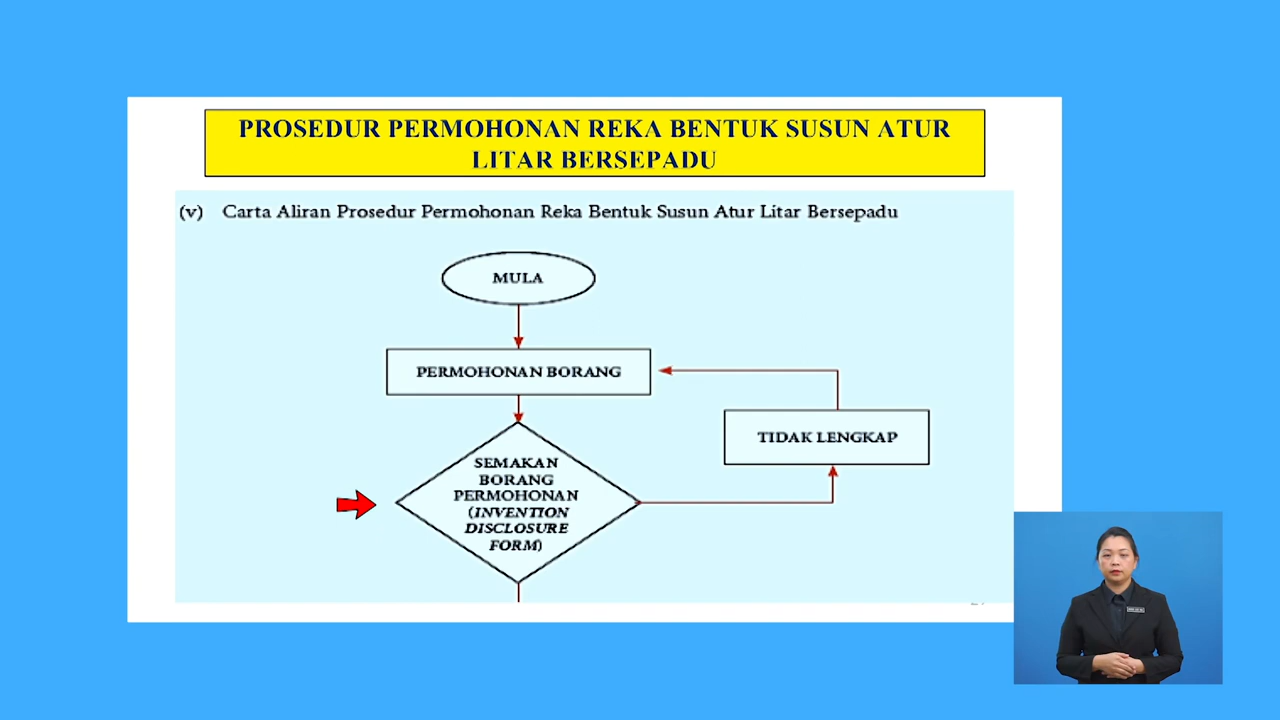 PROSEDUR PERMOHONAN REKA BENTUK SUSUN ATUR
LITAR BERSEPADU
(v) Carta Aliran Prosedur Permohonan Reka Bentuk Susun Atur Litar Bersepadu
MULA
PERMOHONAN BORANG
TIDAK LENGKAP
SEMAKAN
BORANG
PERMOHONAN
(INVENTION
DISCLOSURE
FORM)